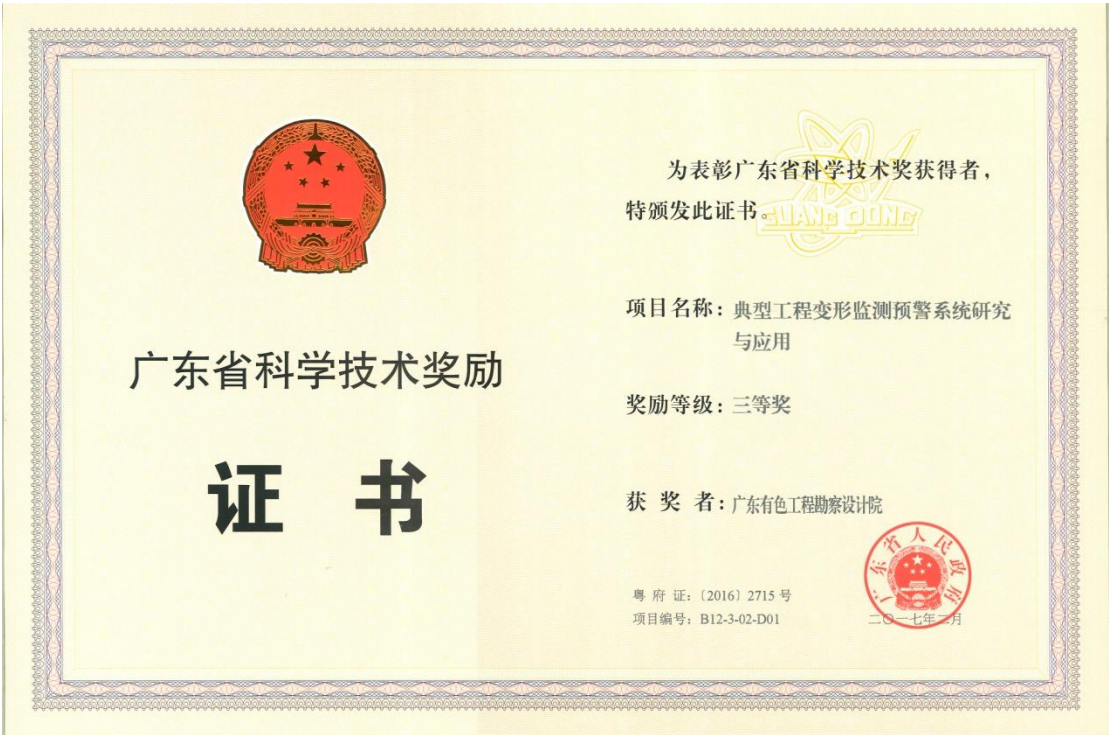 广东省科学技术奖励
证 书
为表彰广东省科学技术奖获得者，
特颁发此证书。
GUANG DONG
项目名称：典型工程变形监测预警系统研究
与应用
奖励等级：三等奖
获 奖 者：广东有色工程勘察设计院
广东省人民政府
粤 府 证：〔2016〕2715 号
项目编号：B12-3-02-D01
二〇一七年二月